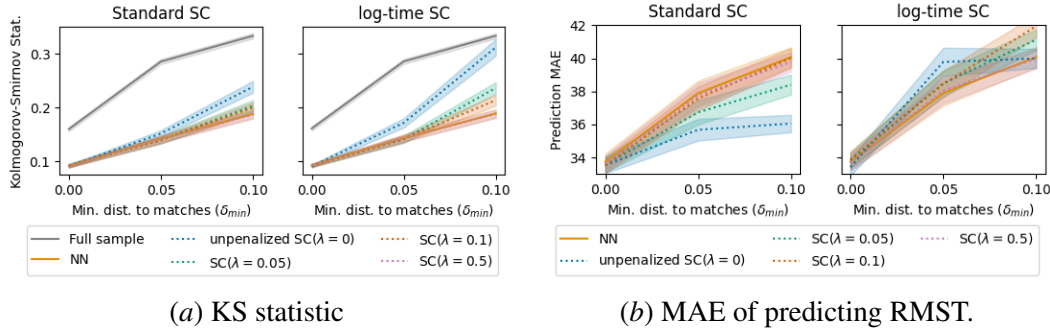 Standard SC
log-time SC
Kolmogorov-Smirnov Stat.
0.3
0.2
0.1
0.00 0.05 0.10
0.00 0.05 0.10
Min. dist. to matches (δmin)
Min. dist. to matches (δmin)
Full sample
NN
unpenalized SC(λ = 0)
SC(λ = 0.05)
SC(λ = 0.1)
SC(λ = 0.5)
(a) KS statistic
Standard SC
log-time SC
Prediction MAE
42
40
38
36
34
42
40
38
36
34
0.00 0.05 0.10
0.00 0.05 0.10
Min. dist. to matches (δmin)
Min. dist. to matches (δmin)
NN
unpenalized SC(λ = 0)
SC(λ = 0.05)
SC(λ = 0.1)
SC(λ = 0.5)
(b) MAE of predicting RMST.